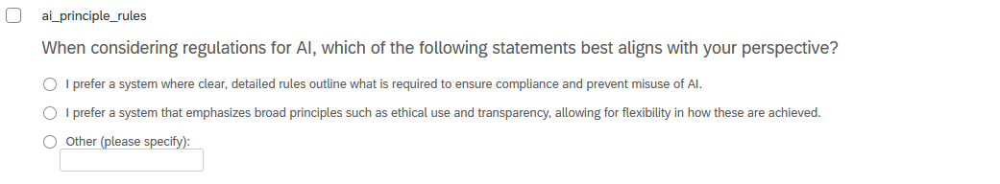 ai_principle_rules
When considering regulations for AI, which of the following statements best aligns with your perspective?
I prefer a system where clear, detailed rules outline what is required to ensure compliance and prevent misuse of AI.
I prefer a system that emphasizes broad principles such as ethical use and transparency, allowing for flexibility in how these are achieved.
Other (please specify):